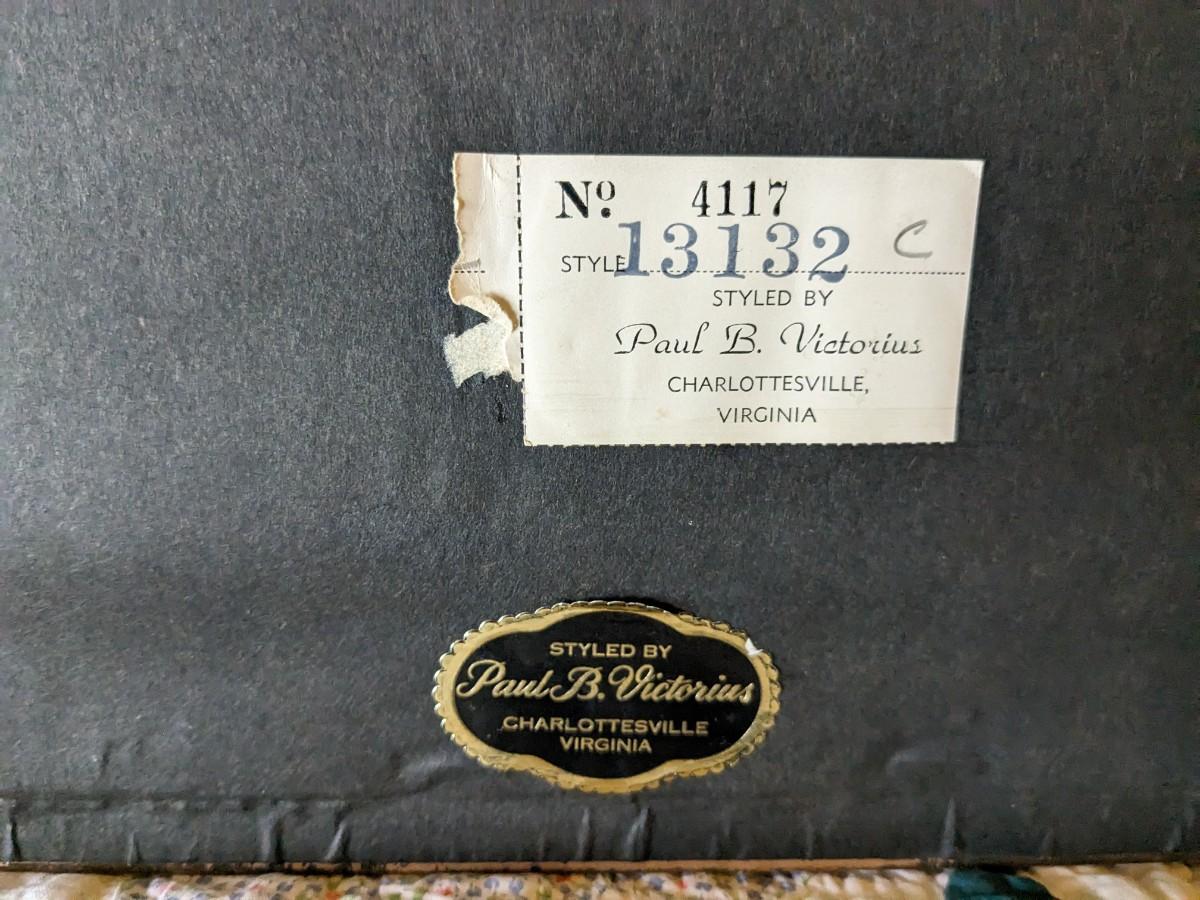 Nº. 4117
STYLE 13132 C
STYLED BY
Paul B. Victorius
CHARLOTTESVILLE,
VIRGINIA
STYLED BY
Paul B. Victorius
CHARLOTTESVILLE
VIRGINIA